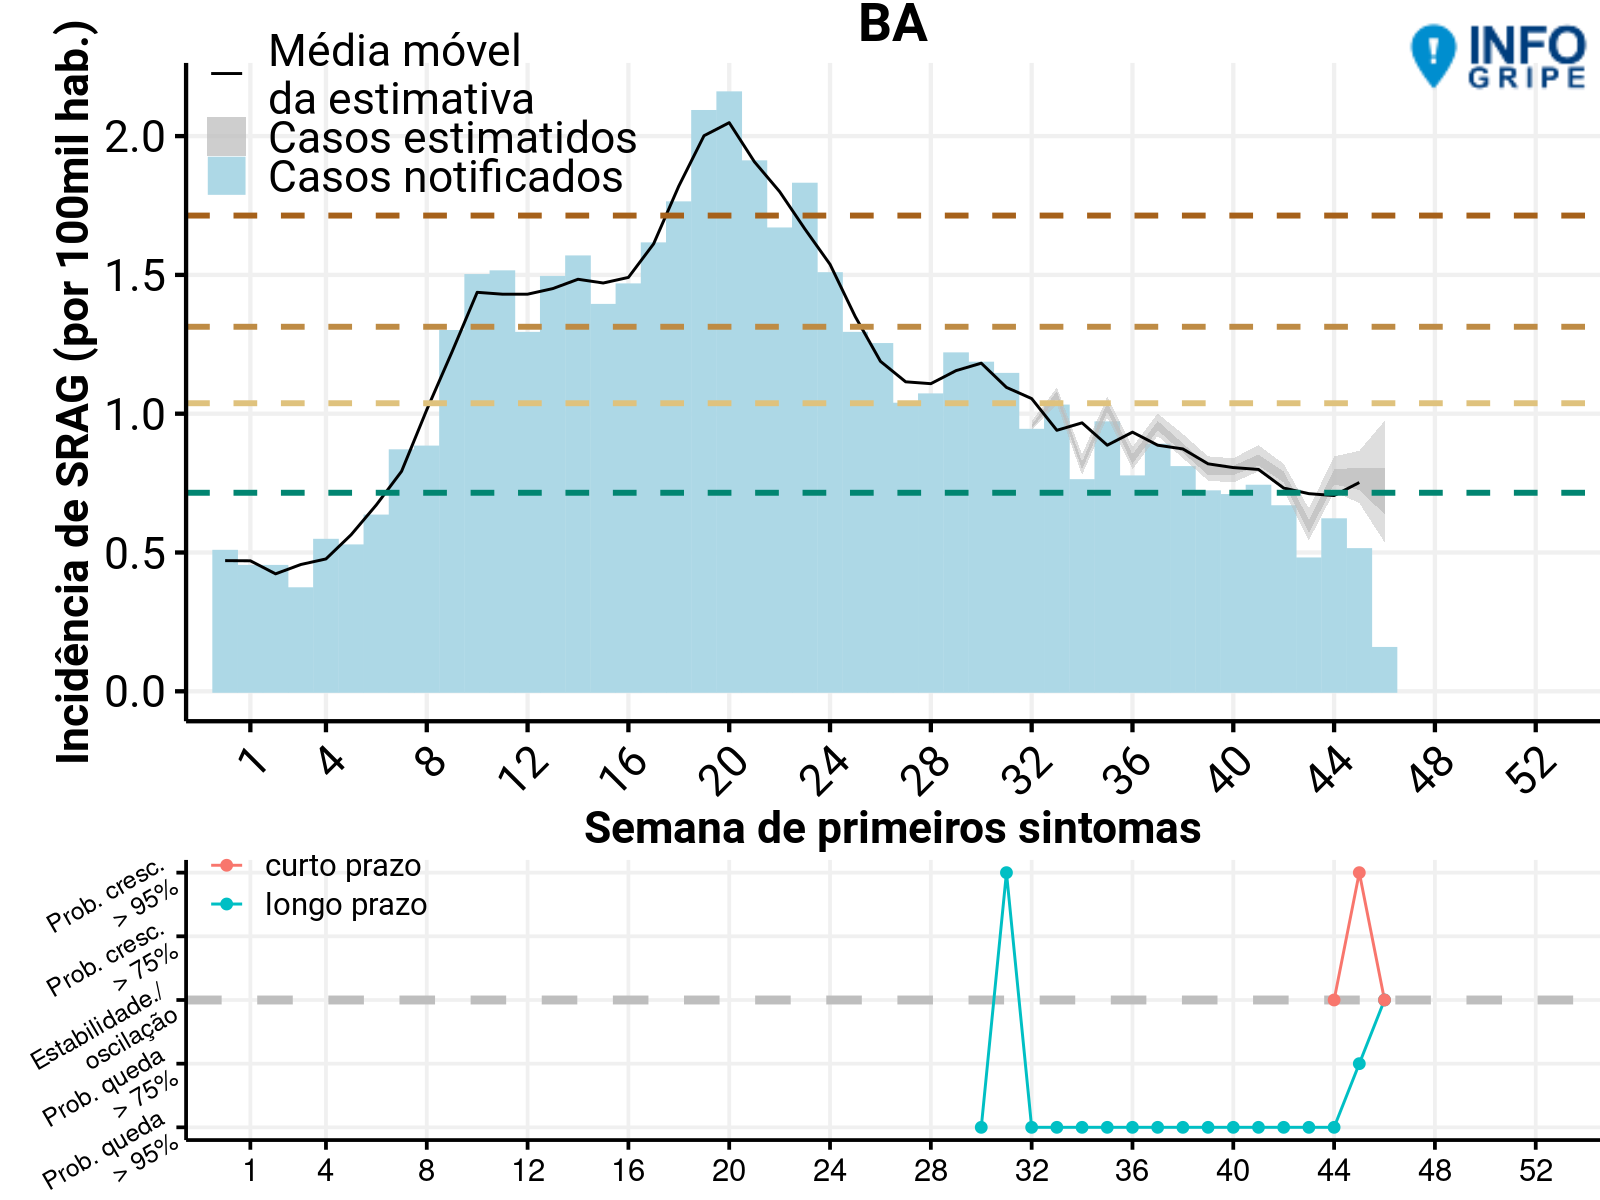 BA
INFO
GRIPE
Média móvel
da estimativa
Casos estimatidos
Casos notificados
Incidência de SRAG (por 100mil hab.)
2.0
1.5
1.0
0.5
0.0
1 4 8 12 16 20 24 28 32 36 40 44 48 52
Semana de primeiros sintomas
curto prazo
longo prazo
Prob. cresc.
> 95%
Prob. cresc.
> 75%
Estabilidade./
oscilação
Prob. queda
> 75%
Prob. queda
> 95%
1 4 8 12 16 20 24 28 32 36 40 44 48 52